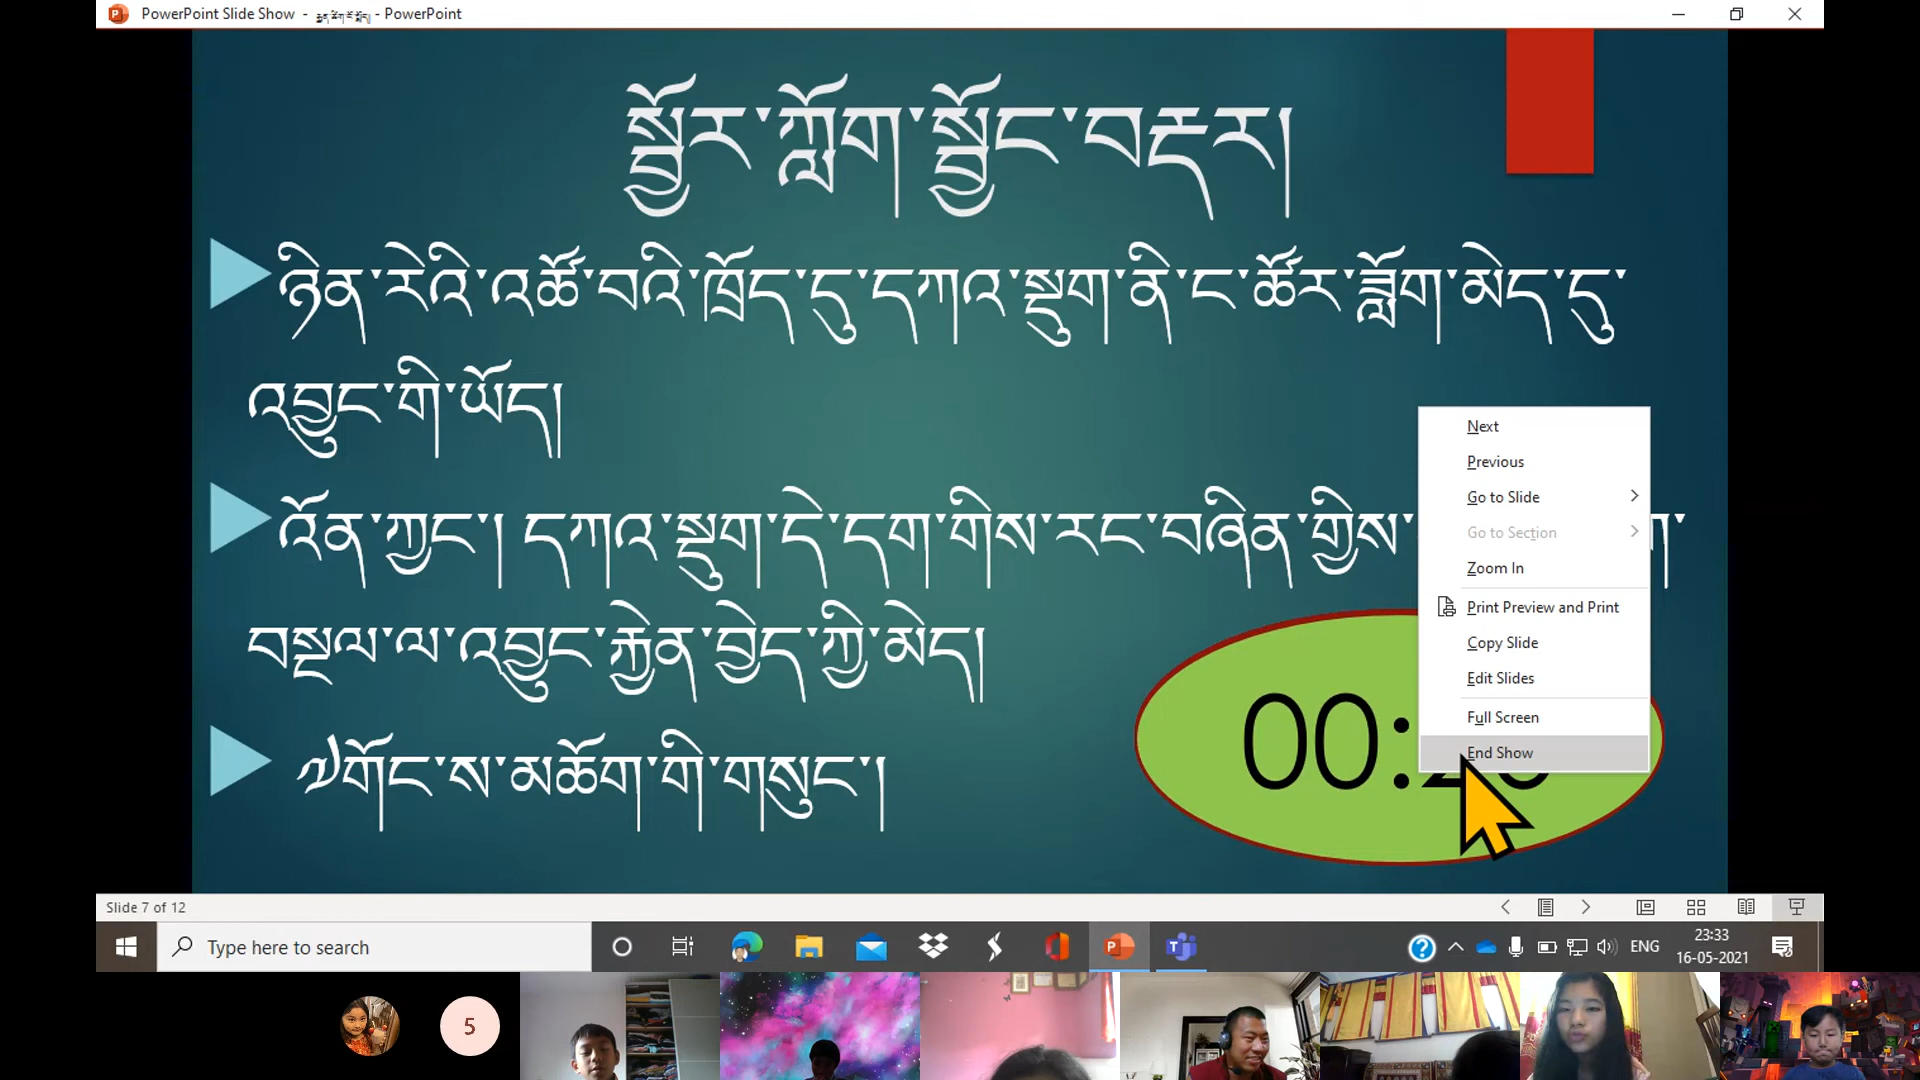 PowerPoint Slide Show - - PowerPoint
སྦྱོར་ཀློག་སྦྱོང་བརྡར།
ཉིན་རེའི་འཚོ་བའི་ཁྲོད་དུ་དཀའ་སྡུག་ནི་ང་ཚོར་ཟློག་མེད་དུ་
འབྱུང་གི་ཡོད།
འོན་ཀྱང་། དཀའ་སྡུག་དེ་དག་གིས་རང་བཞིན་གྱིས་
བསྔལ་ལ་འབྱུང་རྐྱེན་བྱེད་ཀྱི་མེད།
༧གོང་ས་མཆོག་གི་གསུང་།
00:
Next
Previous
Go to Slide
Go to Section
Zoom In
Print Preview and Print
Copy Slide
Edit Slides
Full Screen
End Show
Slide 7 of 12
Type here to search
ENG
23:33
16-05-2021
5